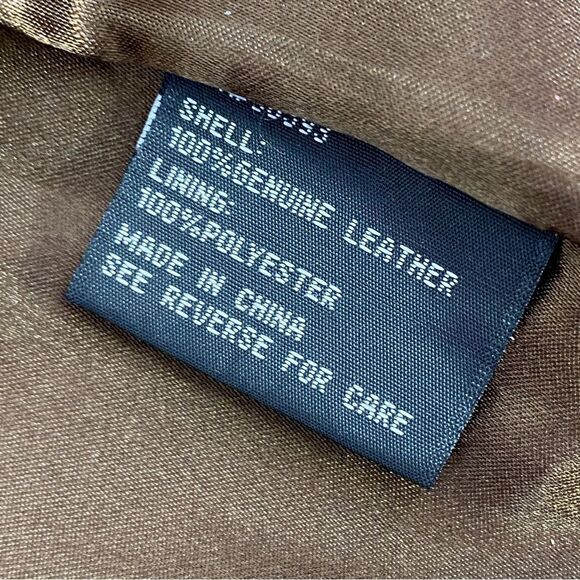 SHELL:
100%GENUINE LEATHER
LINING:
100%POLYESTER
MADE IN CHINA
SEE REVERSE FOR CARE